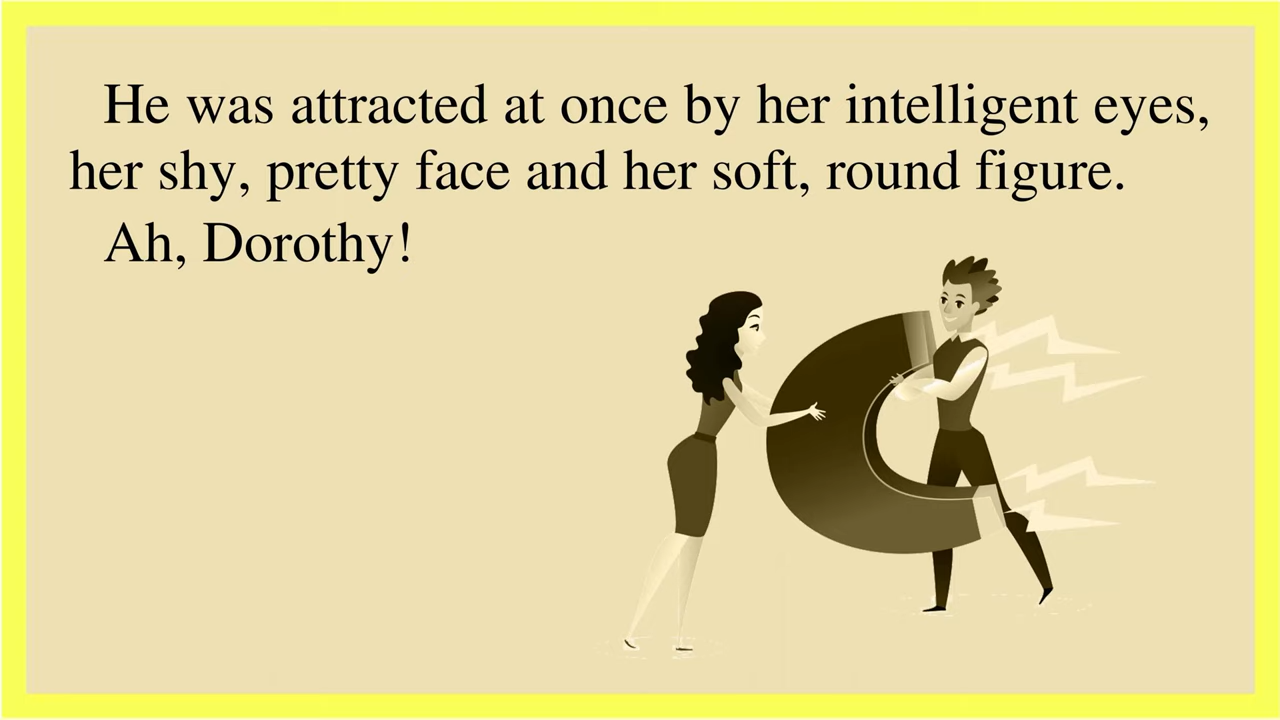 He was attracted at once by her intelligent eyes,
her shy, pretty face and her soft, round figure.
Ah, Dorothy!